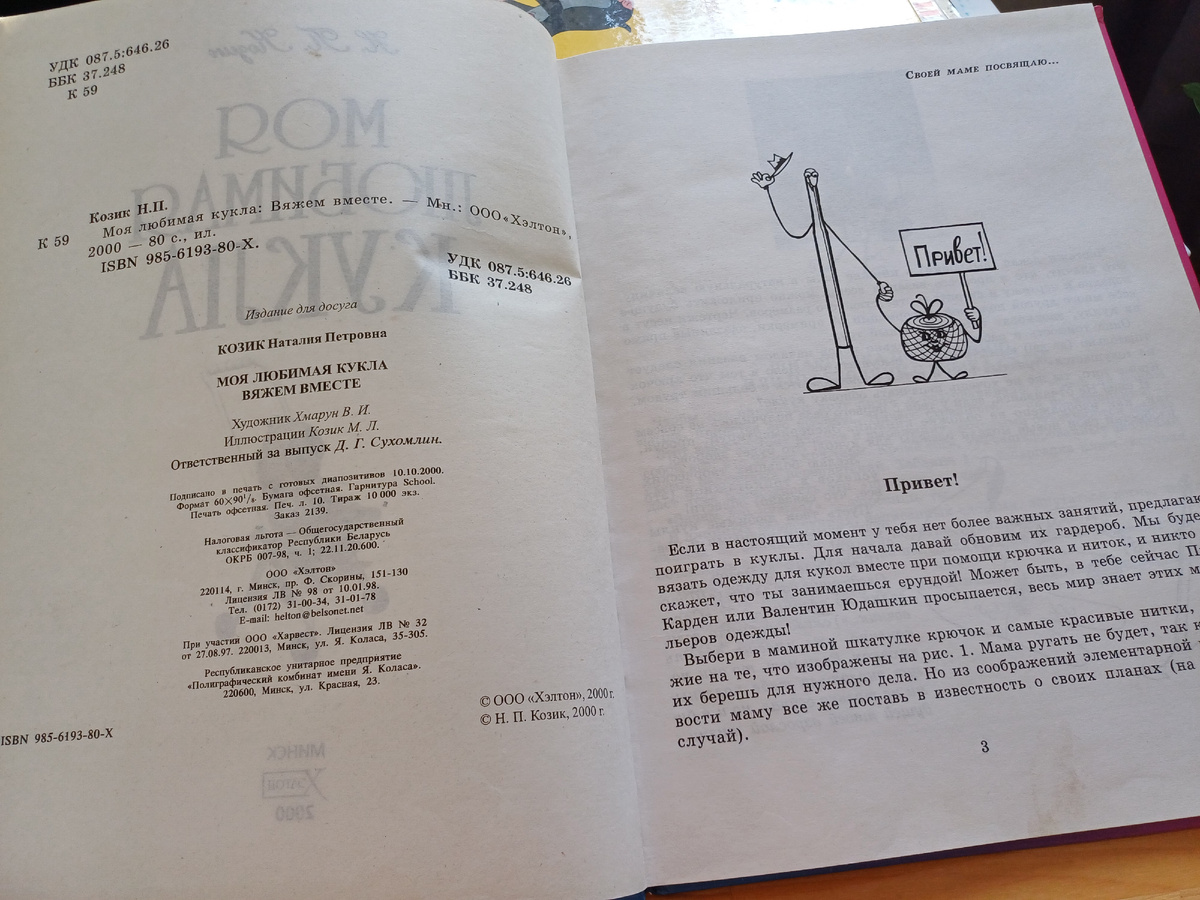 УДК 087.5:646.26
ББК 37.248
К 59
Козик Н.П.
К 59 Моя любимая кукла: Вяжем вместе. — Мн.: ООО «Хэлтон»,
2000 — 80 с., ил.
ISBN 985-6193-80-X.
УДК 087.5:646.26
ББК 37.248
Издание для досуга
КОЗИК Наталия Петровна
МОЯ ЛЮБИМАЯ КУКЛА
ВЯЖЕМ ВМЕСТЕ
Художник Хмарун В. И.
Иллюстрации Козик М. Л.
Ответственный за выпуск Д. Г. Сухомлин.
Подписано в печать с готовых диапозитивов 10.10.2000.
Формат 60×90¹/₈. Бумага офсетная. Гарнитура School.
Печать офсетная. Печ. л. 10. Тираж 10 000 экз.
Заказ 2139.
Налоговая льгота — Общегосударственный
классификатор Республики Беларусь
ОКРБ 007-98, ч. 1; 22.11.20.600.
ООО «Хэлтон»
220114, г. Минск, пр. Ф. Скорины, 151-130
Лицензия ЛВ № 98 от 10.01.98.
Тел. (0172) 31-00-34, 31-01-78
E-mail: helton@belsonet.net
При участии ООО «Харвест». Лицензия ЛВ № 32
от 27.08.97. 220013, Минск, ул. Я. Коласа, 35-305.
Республиканское унитарное предприятие
«Полиграфический комбинат имени Я. Коласа».
220600, Минск, ул. Красная, 23.
© ООО «Хэлтон», 2000 г.
© Н. П. Козик, 2000 г.
ISBN 985-6193-80-X
Своей маме посвящаю...
Привет!
Привет!
Если в настоящий момент у тебя нет более важных занятий, предлагаю
поиграть в куклы. Для начала давай обновим их гардероб. Мы буде
вязать одежду для кукол вместе при помощи крючка и ниток, и никто
скажет, что ты занимаешься ерундой! Может быть, в тебе сейчас П
Карден или Валентин Юдашкин просыпается, весь мир знает этих м
льеров одежды!
Выбери в маминой шкатулке крючок и самые красивые нитки,
жие на те, что изображены на рис. 1. Мама ругать не будет, так к
их берешь для нужного дела. Но из соображений элементарной
вости маму все же поставь в известность о своих планах (на
случай).
3